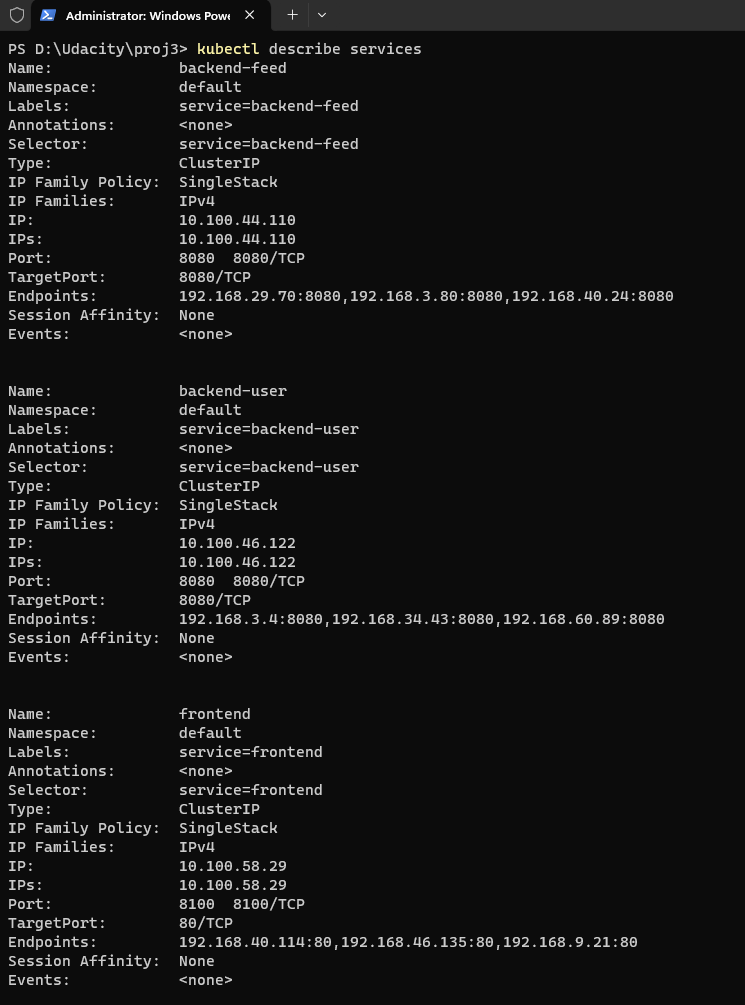 Administrator: Windows Powe
PS D:\Udacity\proj3> kubectl describe services
Name:              backend-feed
Namespace:         default
Labels:            service=backend-feed
Annotations:       <none>
Selector:          service=backend-feed
Type:              ClusterIP
IP Family Policy:  SingleStack
IP Families:       IPv4
IP:                10.100.44.110
IPs:               10.100.44.110
Port:              8080  8080/TCP
TargetPort:        8080/TCP
Endpoints:         192.168.29.70:8080,192.168.3.80:8080,192.168.40.24:8080
Session Affinity:  None
Events:            <none>
Name:              backend-user
Namespace:         default
Labels:            service=backend-user
Annotations:       <none>
Selector:          service=backend-user
Type:              ClusterIP
IP Family Policy:  SingleStack
IP Families:       IPv4
IP:                10.100.46.122
IPs:               10.100.46.122
Port:              8080  8080/TCP
TargetPort:        8080/TCP
Endpoints:         192.168.3.4:8080,192.168.34.43:8080,192.168.60.89:8080
Session Affinity:  None
Events:            <none>
Name:              frontend
Namespace:         default
Labels:            service=frontend
Annotations:       <none>
Selector:          service=frontend
Type:              ClusterIP
IP Family Policy:  SingleStack
IP Families:       IPv4
IP:                10.100.58.29
IPs:               10.100.58.29
Port:              8100  8100/TCP
TargetPort:        80/TCP
Endpoints:         192.168.40.114:80,192.168.46.135:80,192.168.9.21:80
Session Affinity:  None
Events:            <none>